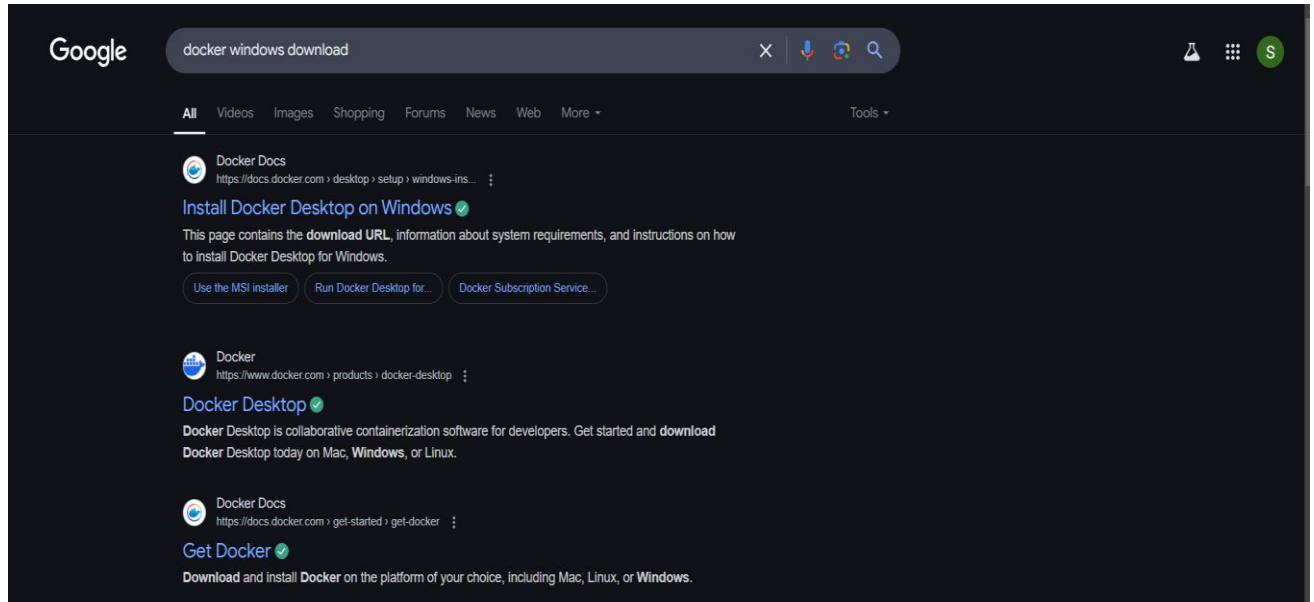 Google
docker windows download
S
All Videos Images Shopping Forums News Web More Tools
Docker Docs
https://docs.docker.com › desktop › setup › windows-ins...
Install Docker Desktop on Windows
This page contains the download URL, information about system requirements, and instructions on how
to install Docker Desktop for Windows.
Use the MSI installer Run Docker Desktop for... Docker Subscription Service...
Docker
https://www.docker.com › products › docker-desktop
Docker Desktop
Docker Desktop is collaborative containerization software for developers. Get started and download
Docker Desktop today on Mac, Windows, or Linux.
Docker Docs
https://docs.docker.com › get-started › get-docker
Get Docker
Download and install Docker on the platform of your choice, including Mac, Linux, or Windows.